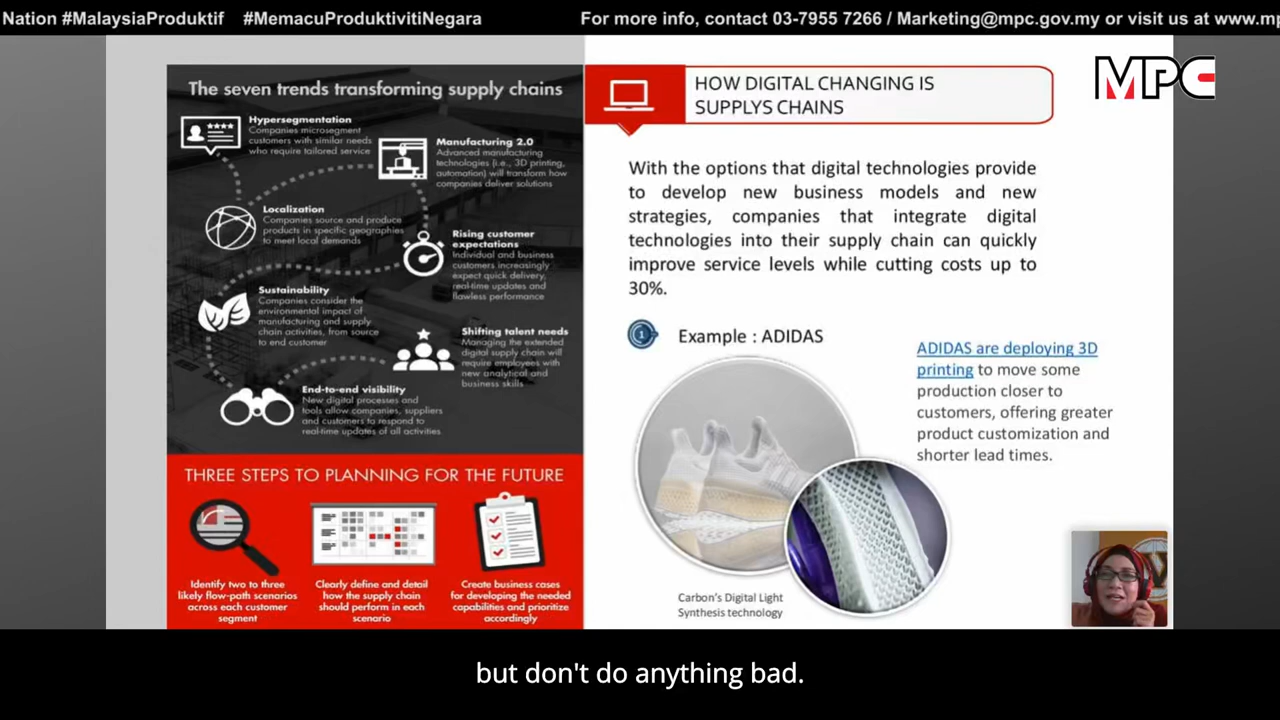 Nation #MalaysiaProduktif #MemacuProduktivitiNegara For more info, contact 03-7955 7266 / Marketing@mpc.gov.my or visit us at www.mp
MPC
The seven trends transforming supply chains
Hypersegmentation
Companies microsegment
customers with similar needs
who require tailored service
Manufacturing 2.0
Advanced manufacturing
technologies (i.e., 3D printing,
automation) will transform how
companies deliver solutions
Localization
Companies source and produce
products in specific geographies
to meet local demands
Rising customer
expectations
Individual and business
customers increasingly
expect quick delivery,
real-time updates and
flawless performance
Sustainability
Companies consider the
environmental impact of
manufacturing and supply
chain activities, from source
to end customer
Shifting talent needs
Managing the extended
digital supply chain will
require employees with
new analytical and
business skills
End-to-end visibility
New digital processes and
tools allow companies, suppliers
and customers to respond to
real-time updates of all activities
THREE STEPS TO PLANNING FOR THE FUTURE
Identify two to three
likely flow-path scenarios
across each customer
segment
Clearly define and detail
how the supply chain
should perform in each
scenario
Create business cases
for developing the needed
capabilities and prioritize
accordingly
HOW DIGITAL CHANGING IS
SUPPLYS CHAINS
With the options that digital technologies provide
to develop new business models and new
strategies, companies that integrate digital
technologies into their supply chain can quickly
improve service levels while cutting costs up to
30%.
1
Example : ADIDAS
ADIDAS are deploying 3D
printing to move some
production closer to
customers, offering greater
product customization and
shorter lead times.
Carbon's Digital Light
Synthesis technology
but don't do anything bad.